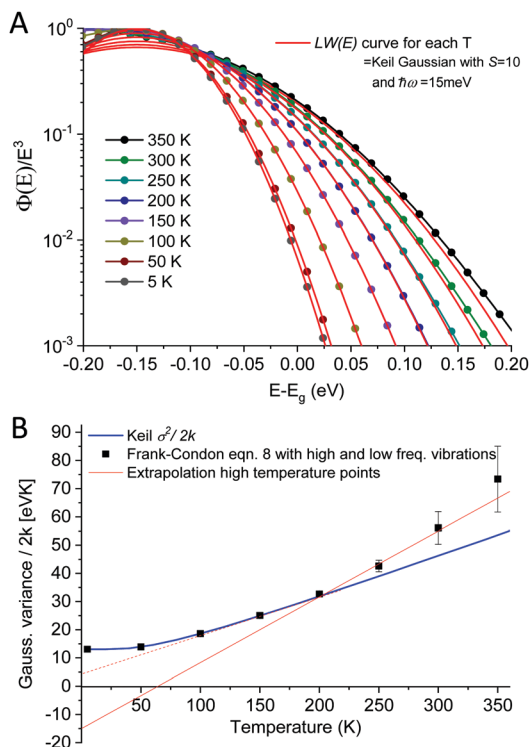 A
LW(E) curve for each T
=Keil Gaussian with S=10
and ħω =15meV
350 K
300 K
250 K
200 K
150 K
100 K
50 K
5 K
Φ(E)/E³
10⁰
10⁻¹
10⁻²
10⁻³
-0.20 -0.15 -0.10 -0.05 0.00 0.05 0.10 0.15 0.20
E-Eg (eV)
B
Keil σ²/ 2k
Frank-Condon eqn. 8 with high and low freq. vibrations
Extrapolation high temperature points
Gauss. variance / 2k [eVK]
90
80
70
60
50
40
30
20
10
0
-10
-20
50 100 150 200 250 300 350
Temperature (K)